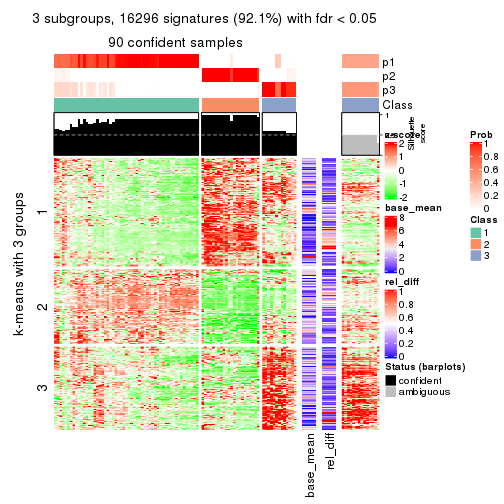 3 subgroups, 16296 signatures (92.1%) with fdr < 0.05
90 confident samples
p1
p2
p3
Class
1
Silhouette
score
k-means with 3 groups
1
2
3
base_mean
rel_diff
z-score
2
1
0
-1
-2
base_mean
8
6
4
2
0
rel_diff
1
0.8
0.6
0.4
0.2
0
Status (barplots)
confident
ambiguous
Prob
1
0.8
0.6
0.4
0.2
0
Class
1
2
3